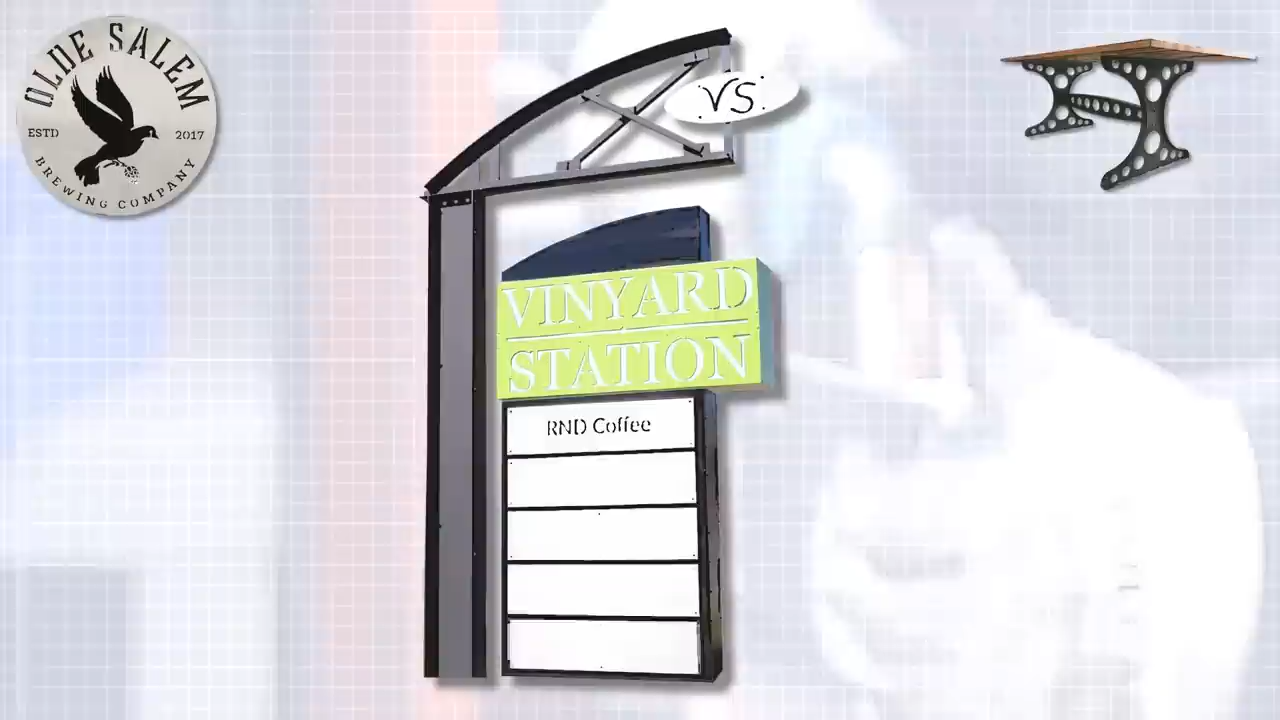 OLDE SALEM
ESTD 2017
BREWING COMPANY
VS.
VINYARD
STATION
RND Coffee